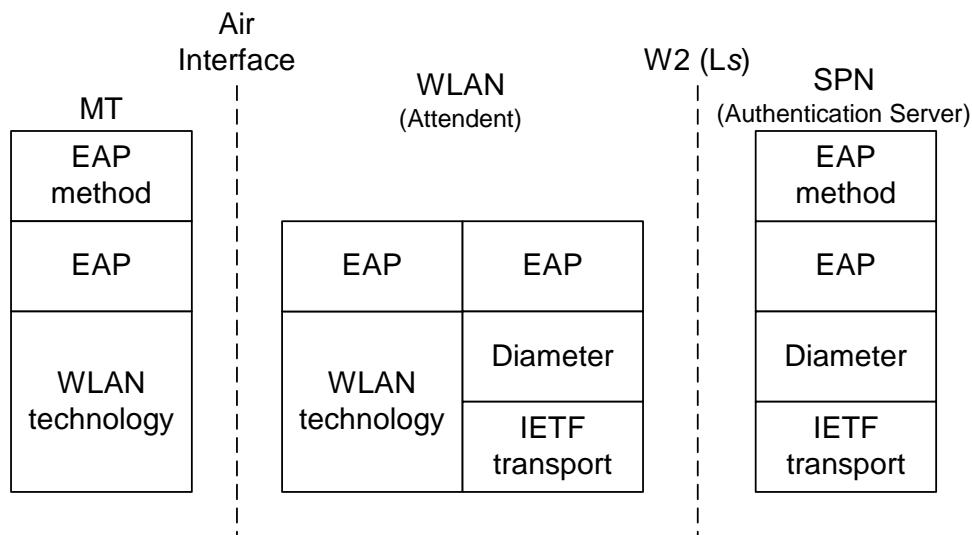 Air
Interface
W2 (Ls)
WLAN
(Attendent)
SPN
(Authentication Server)
MT
EAP
method
EAP
WLAN
technology
EAP
EAP
WLAN
technology
Diameter
IETF
transport
EAP
method
EAP
Diameter
IETF
transport